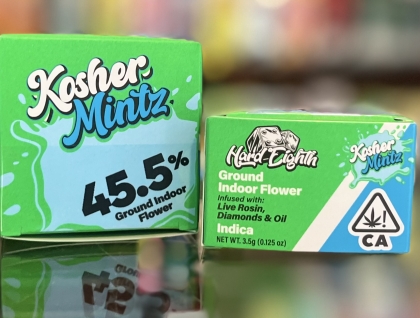 Kosher
Mintz
45.5%
Ground Indoor
Flower
Hard Eighth
Ground
Indoor Flower
Infused with:
Live Rosin,
Diamonds & Oil
Indica
NET WT. 3.5g (0.125 oz)
Kosher
Mintz
!
CA